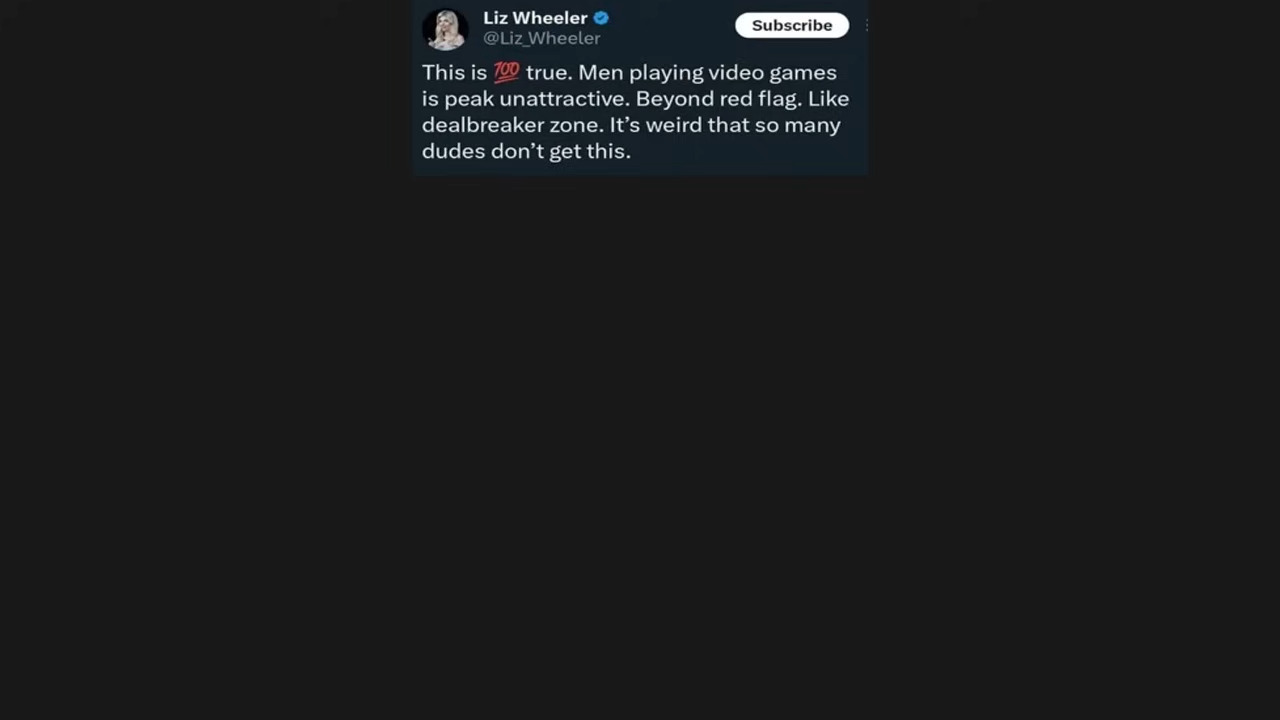 Liz Wheeler
@Liz_Wheeler
Subscribe
This is 💯 true. Men playing video games
is peak unattractive. Beyond red flag. Like
dealbreaker zone. It’s weird that so many
dudes don’t get this.